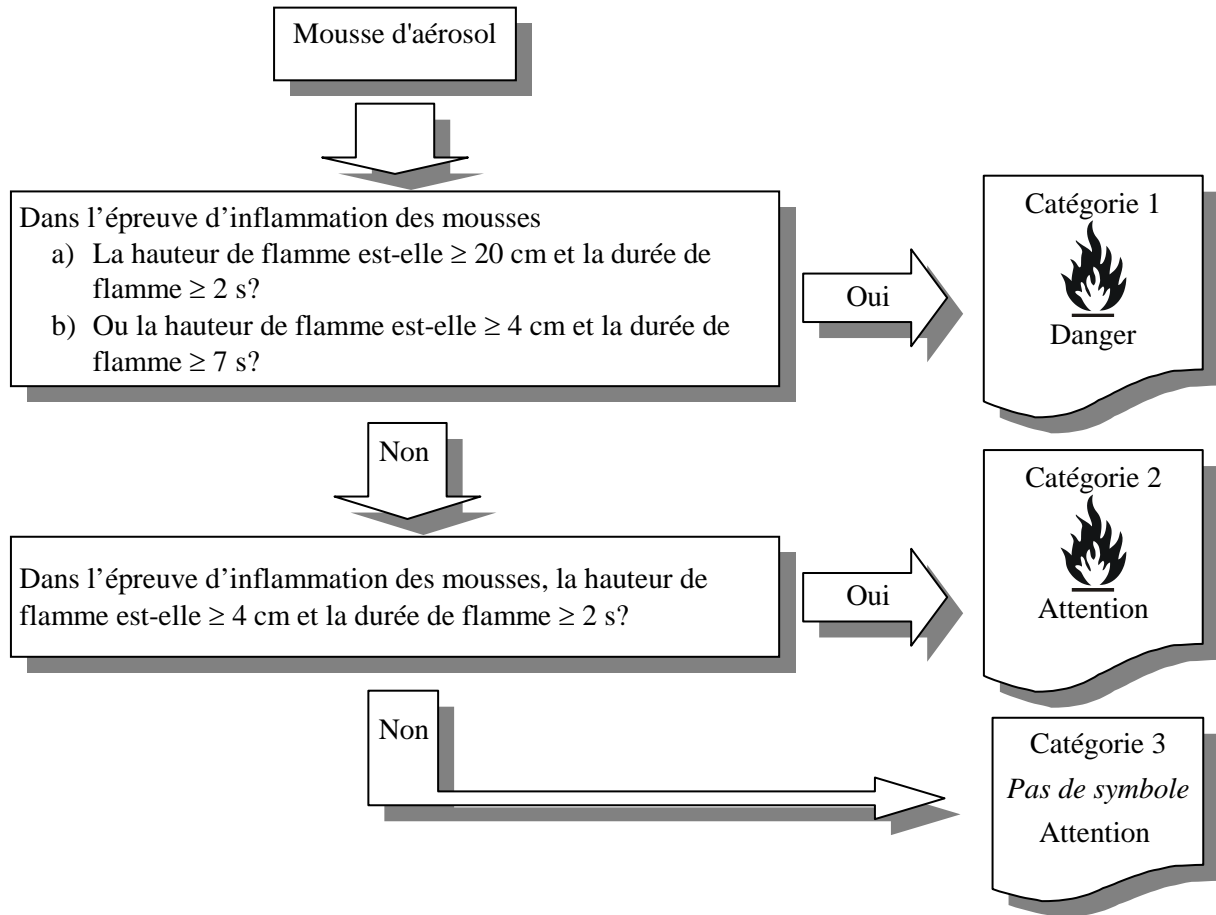 Mousse d'aérosol
Dans l’épreuve d’inflammation des mousses
a) La hauteur de flamme est-elle ≥ 20 cm et la durée de
flamme ≥ 2 s?
b) Ou la hauteur de flamme est-elle ≥ 4 cm et la durée de
flamme ≥ 7 s?
Oui
Catégorie 1
Danger
Non
Dans l’épreuve d’inflammation des mousses, la hauteur de
flamme est-elle ≥ 4 cm et la durée de flamme ≥ 2 s?
Oui
Catégorie 2
Attention
Non
Catégorie 3
Pas de symbole
Attention